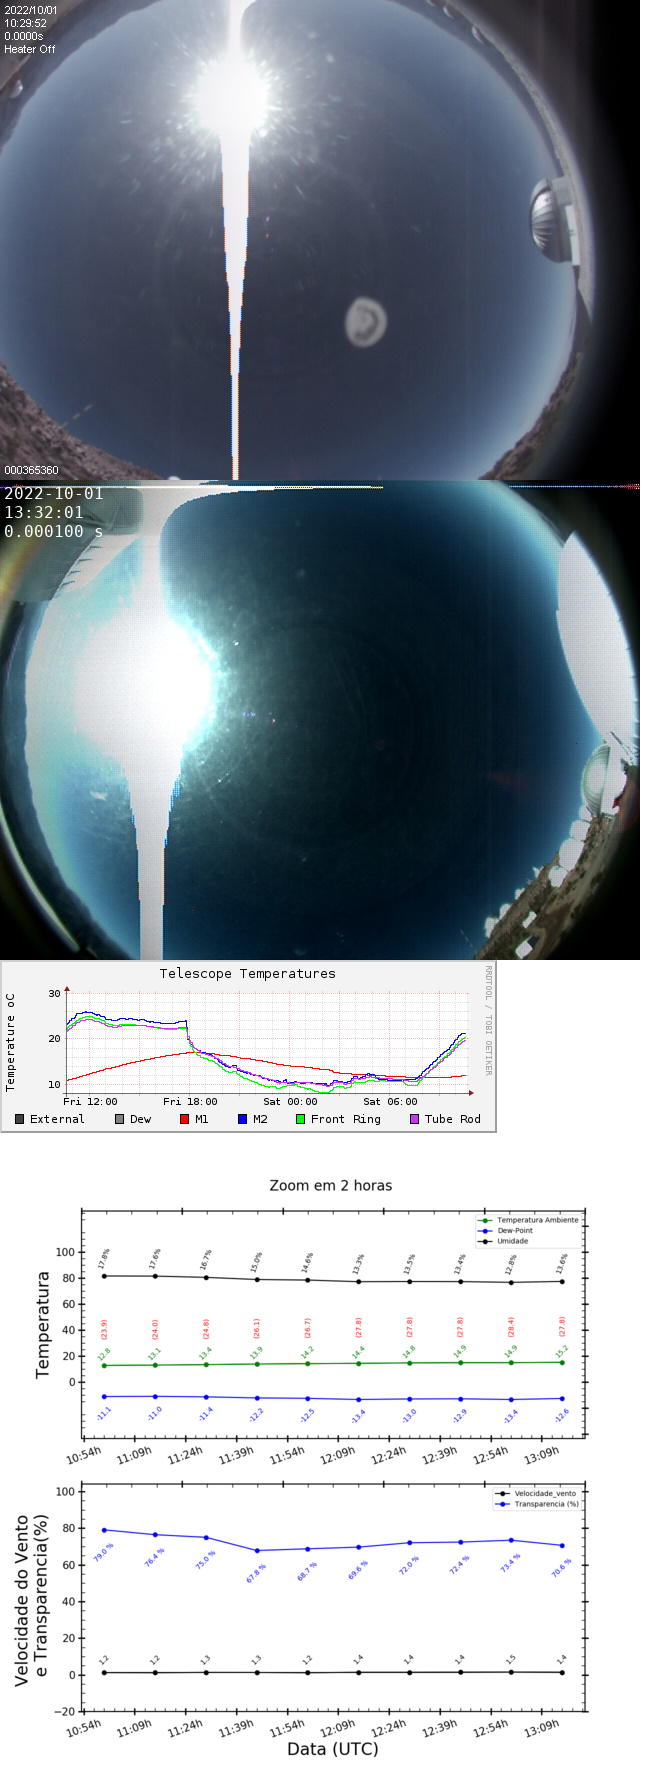 2022/10/01
10:29:52
0.0000s
Heater Off
000365360
2022-10-01
13:32:01
0.000100 s
Telescope Temperatures
RRDTOOL / TOBI OETIKER
Temperature oC
30
20
10
Fri 12:00 Fri 18:00 Sat 00:00 Sat 06:00
External Dew M1 M2 Front Ring Tube Rod
Zoom em 2 horas
Temperatura Ambiente
Dew-Point
Umidade
Temperatura
100
80
60
40
20
0
17.8% 17.6% 16.7% 15.0% 14.6% 13.3% 13.5% 13.4% 12.8% 13.6%
(23.9) (24.0) (24.8) (26.1) (26.7) (27.8) (27.8) (27.8) (28.4) (27.8)
12.8 13.1 13.4 13.9 14.2 14.4 14.8 14.9 14.9 15.2
-11.1 -11.0 -11.4 -12.2 -12.5 -13.4 -13.0 -12.9 -13.4 -12.6
10:54h 11:09h 11:24h 11:39h 11:54h 12:09h 12:24h 12:39h 12:54h 13:09h
Velocidade_vento
Transparencia (%)
Velocidade do Vento
e Transparencia(%)
100
80
60
40
20
0
−20
79.0 % 76.4 % 75.0 % 67.8 % 68.7 % 69.6 % 72.0 % 72.4 % 73.4 % 70.6 %
1.2 1.2 1.3 1.3 1.2 1.4 1.4 1.4 1.5 1.4
10:54h 11:09h 11:24h 11:39h 11:54h 12:09h 12:24h 12:39h 12:54h 13:09h
Data (UTC)